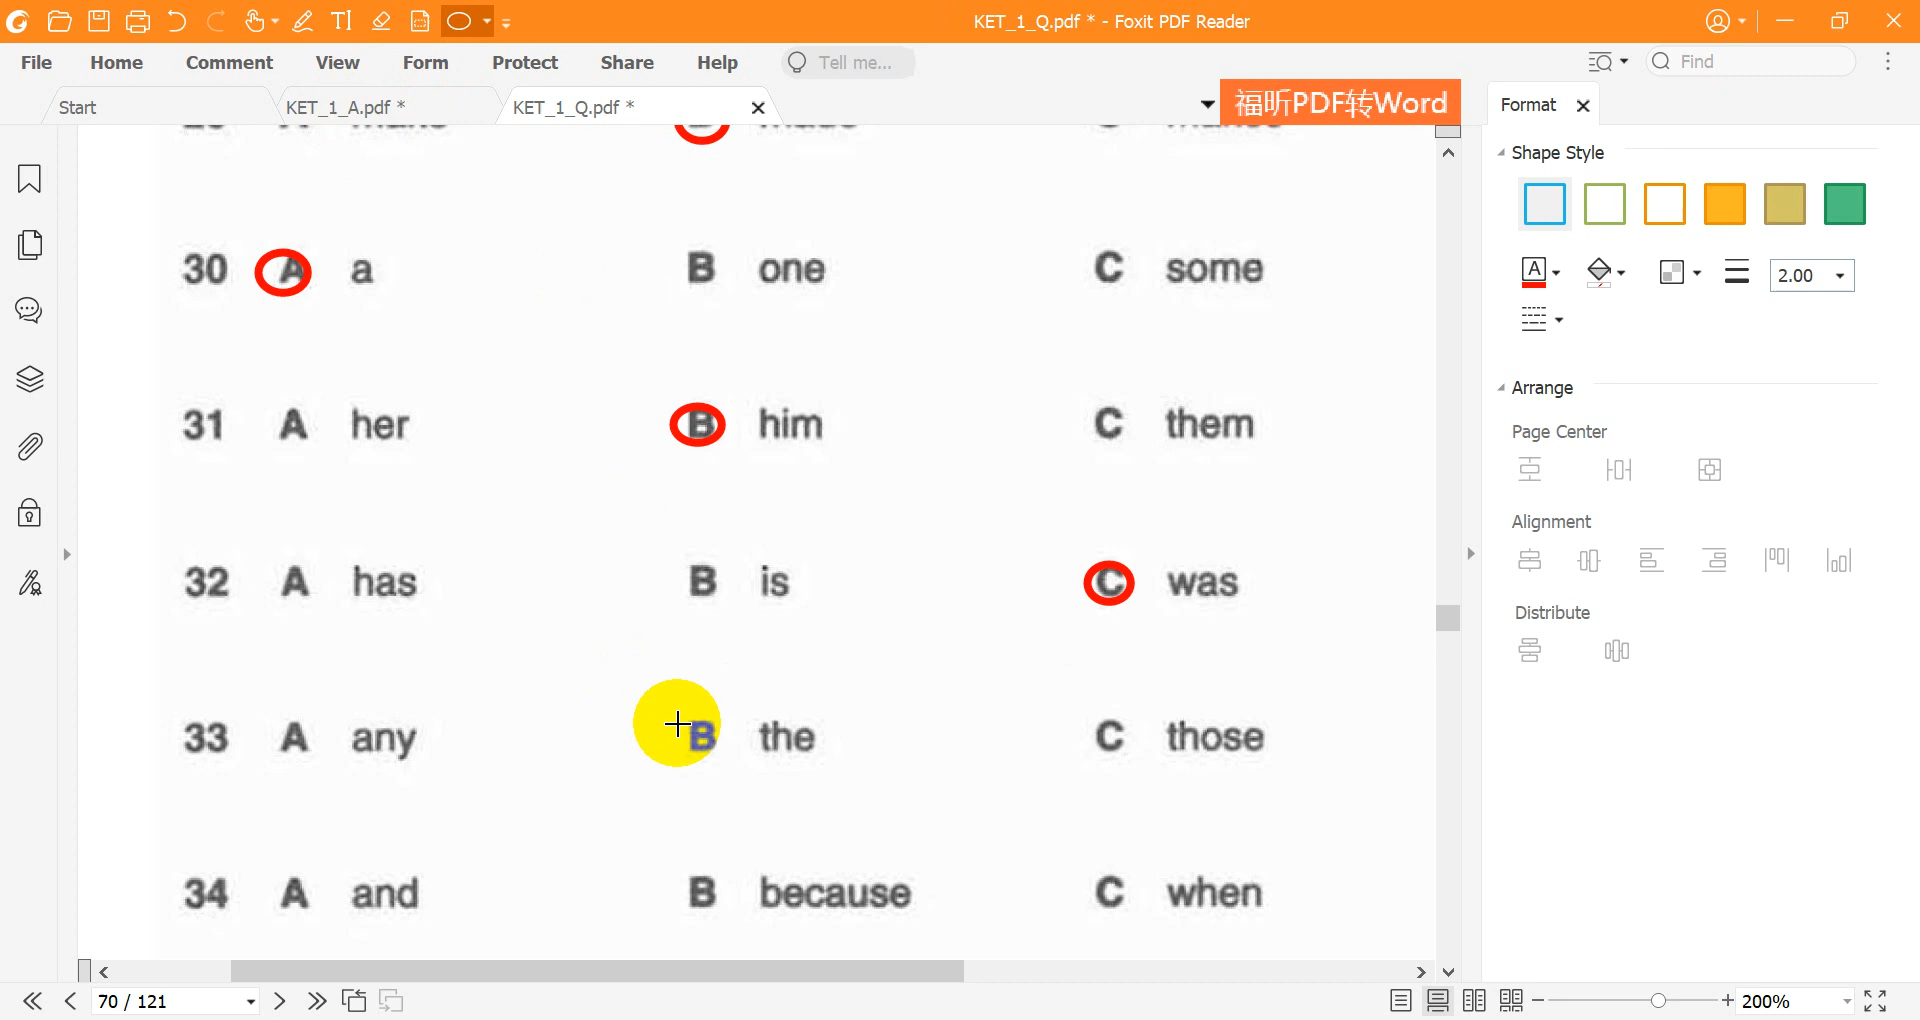 KET_1_Q.pdf * - Foxit PDF Reader
File Home Comment View Form Protect Share Help Tell me... Find
Start KET_1_A.pdf * KET_1_Q.pdf * 福昕PDF转Word Format
Shape Style
2.00
Arrange
Page Center
Alignment
Distribute
30 A a B one C some
31 A her B him C them
32 A has B is C was
33 A any B the C those
34 A and B because C when
70 / 121 200%